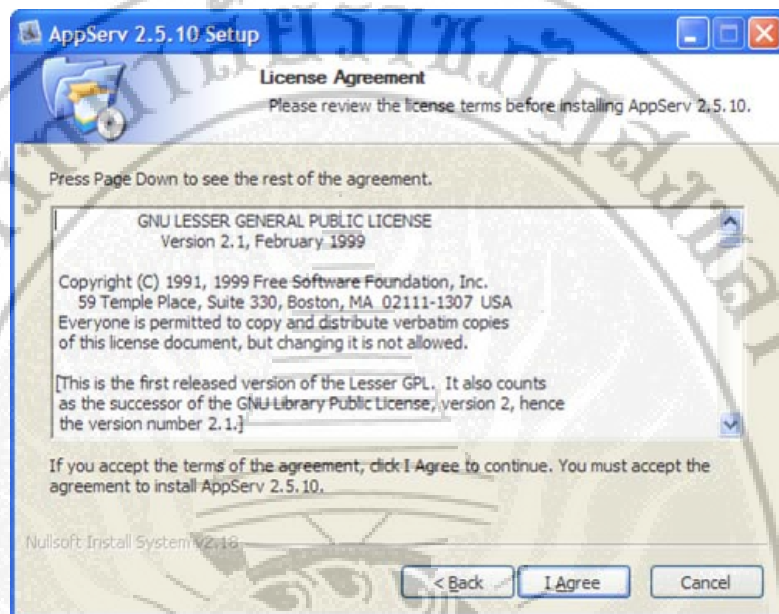 AppServ 2.5.10 Setup
License Agreement
Please review the license terms before installing AppServ 2.5.10.
Press Page Down to see the rest of the agreement.
GNU LESSER GENERAL PUBLIC LICENSE
Version 2.1, February 1999
Copyright (C) 1991, 1999 Free Software Foundation, Inc.
59 Temple Place, Suite 330, Boston, MA 02111-1307 USA
Everyone is permitted to copy and distribute verbatim copies
of this license document, but changing it is not allowed.
[This is the first released version of the Lesser GPL. It also counts
as the successor of the GNU Library Public License, version 2, hence
the version number 2.1.]
If you accept the terms of the agreement, click I Agree to continue. You must accept the
agreement to install AppServ 2.5.10.
Nullsoft Install System v2.18
< Back
I Agree
Cancel